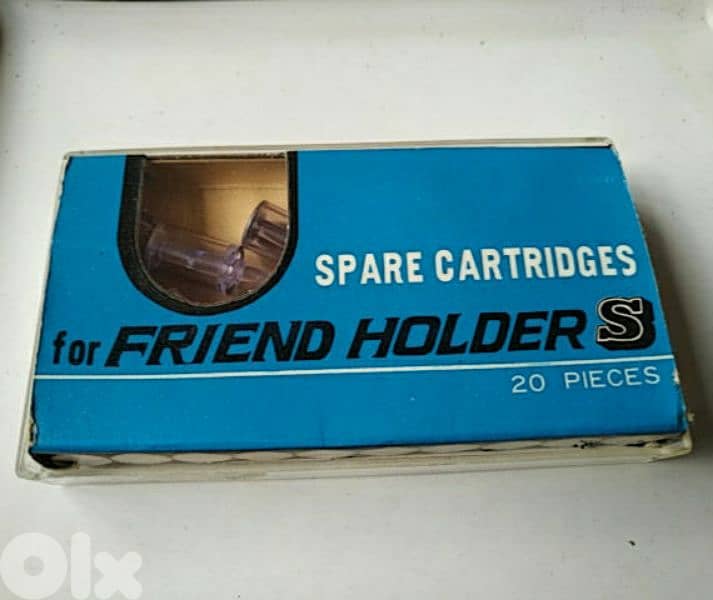 SPARE CARTRIDGES
for FRIEND HOLDER S
20 PIECES
Olx